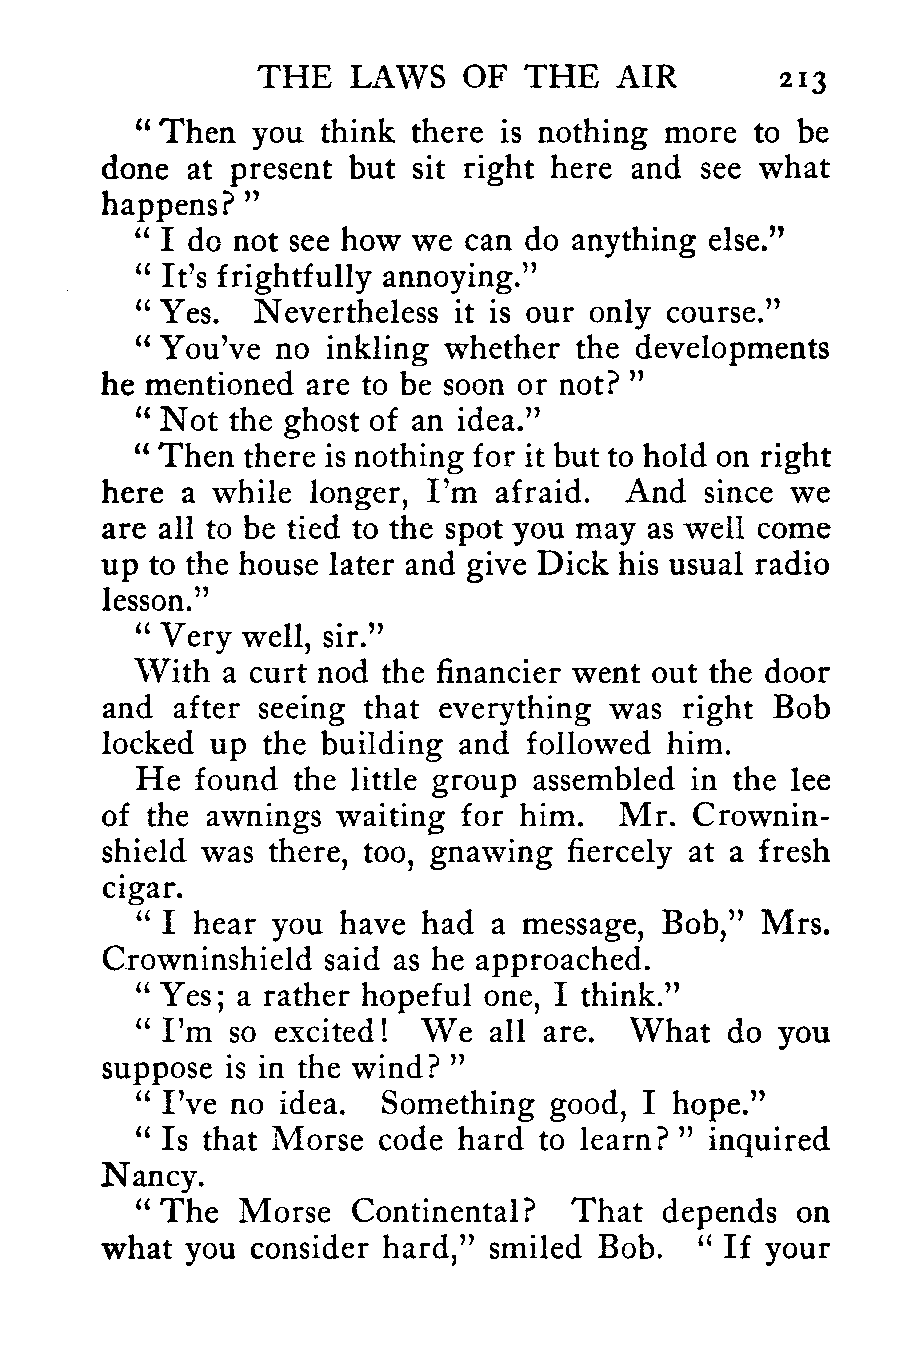 THE LAWS OF THE AIR 213
“ Then you think there is nothing more to be
done at present but sit right here and see what
happens? ”
“ I do not see how we can do anything else.”
“ It’s frightfully annoying.”
“ Yes. Nevertheless it is our only course.”
“ You’ve no inkling whether the developments
he mentioned are to be soon or not? ”
“ Not the ghost of an idea.”
“ Then there is nothing for it but to hold on right
here a while longer, I’m afraid. And since we
are all to be tied to the spot you may as well come
up to the house later and give Dick his usual radio
lesson.”
“ Very well, sir.”
With a curt nod the financier went out the door
and after seeing that everything was right Bob
locked up the building and followed him.
He found the little group assembled in the lee
of the awnings waiting for him. Mr. Crownin-
shield was there, too, gnawing fiercely at a fresh
cigar.
“ I hear you have had a message, Bob,” Mrs.
Crowninshield said as he approached.
“ Yes; a rather hopeful one, I think.”
“ I’m so excited! We all are. What do you
suppose is in the wind? ”
“ I’ve no idea. Something good, I hope.”
“ Is that Morse code hard to learn? ” inquired
Nancy.
“ The Morse Continental? That depends on
what you consider hard,” smiled Bob. “ If your